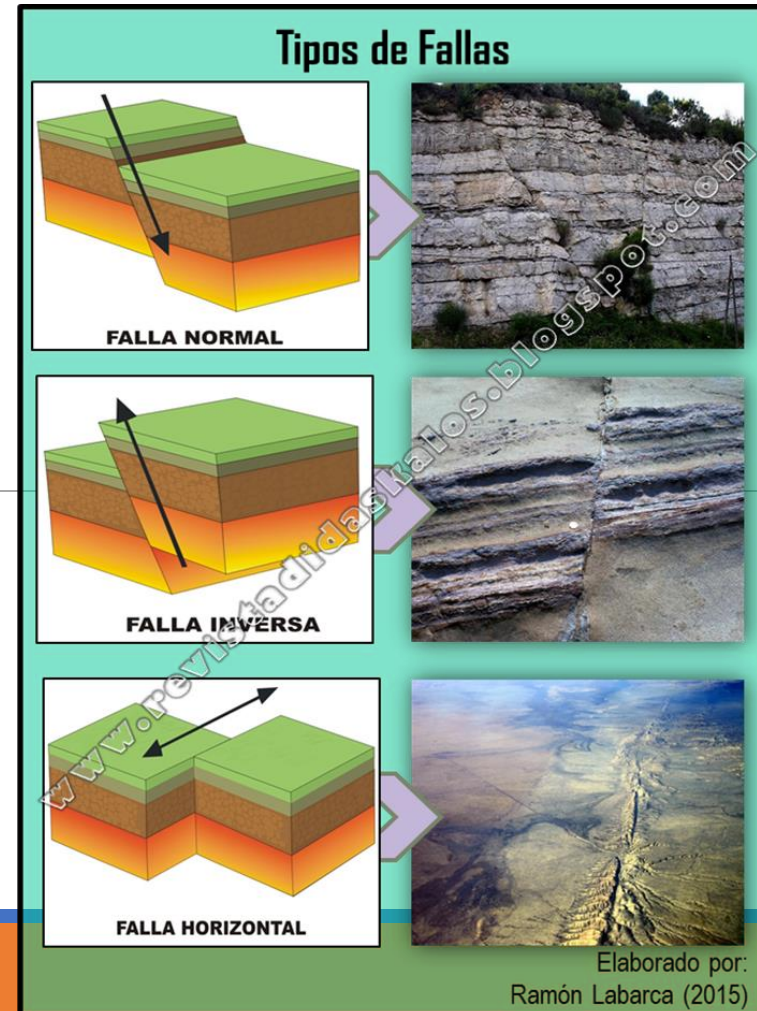 Tipos de Fallas
FALLA NORMAL
FALLA INVERSA
FALLA HORIZONTAL
www.revistadidaskalos.blogspot.com
Elaborado por:
Ramón Labarca (2015)